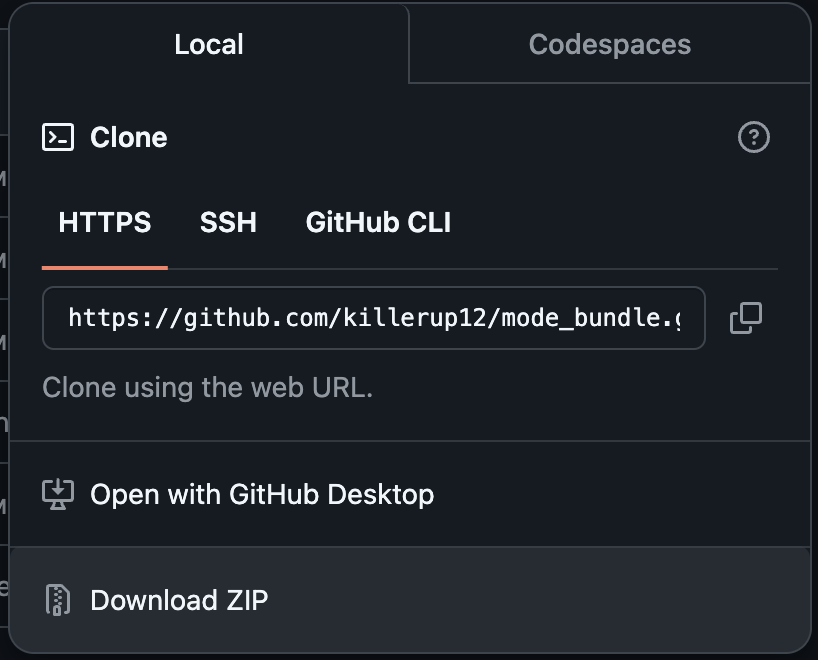 Local
Codespaces
Clone
HTTPS
SSH
GitHub CLI
https://github.com/killerup12/mode_bundle.g
Clone using the web URL.
Open with GitHub Desktop
Download ZIP